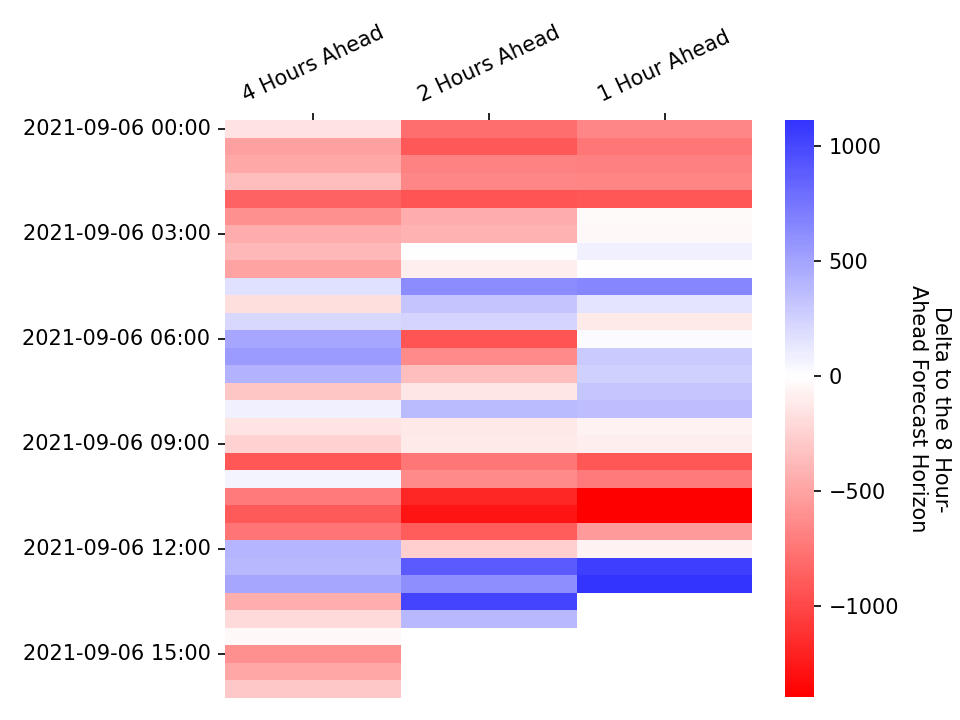 4 Hours Ahead
2 Hours Ahead
1 Hour Ahead
2021-09-06 00:00
2021-09-06 03:00
2021-09-06 06:00
2021-09-06 09:00
2021-09-06 12:00
2021-09-06 15:00
1000
500
0
−500
−1000
Delta to the 8 Hour-
Ahead Forecast Horizon